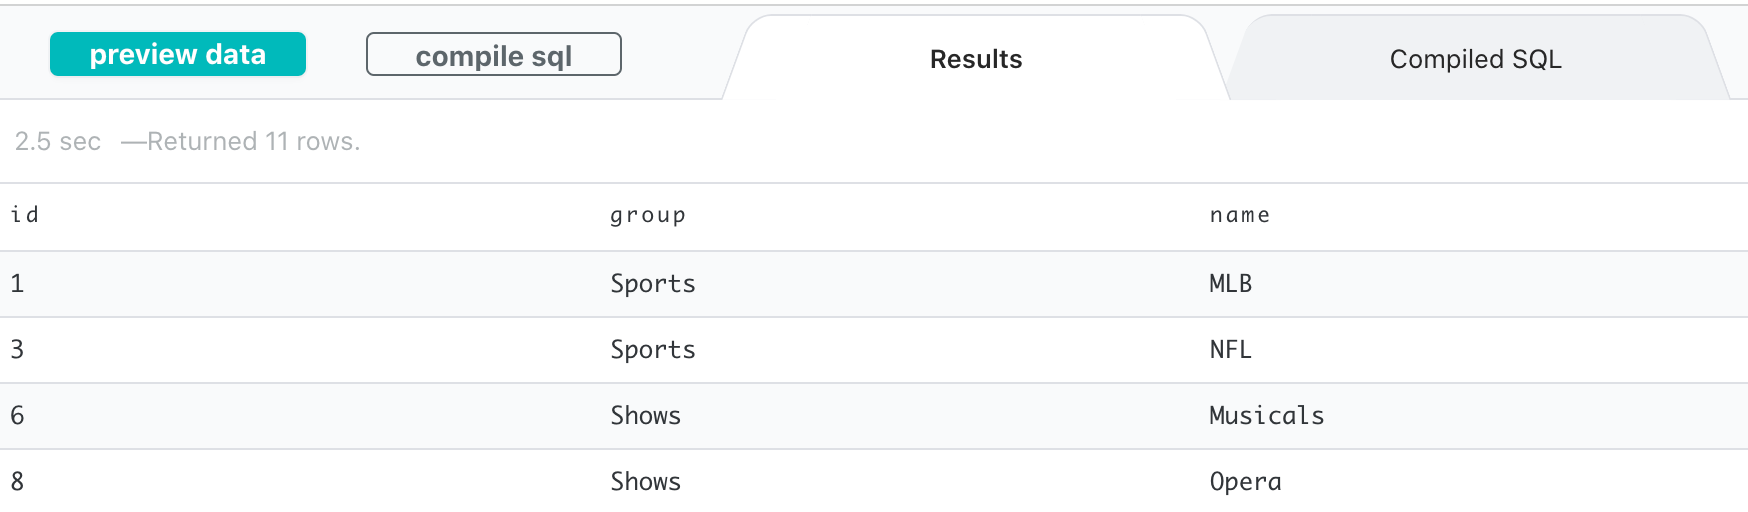 preview data compile sql Results Compiled SQL
2.5 sec —Returned 11 rows.
id group name
1 Sports MLB
3 Sports NFL
6 Shows Musicals
8 Shows Opera